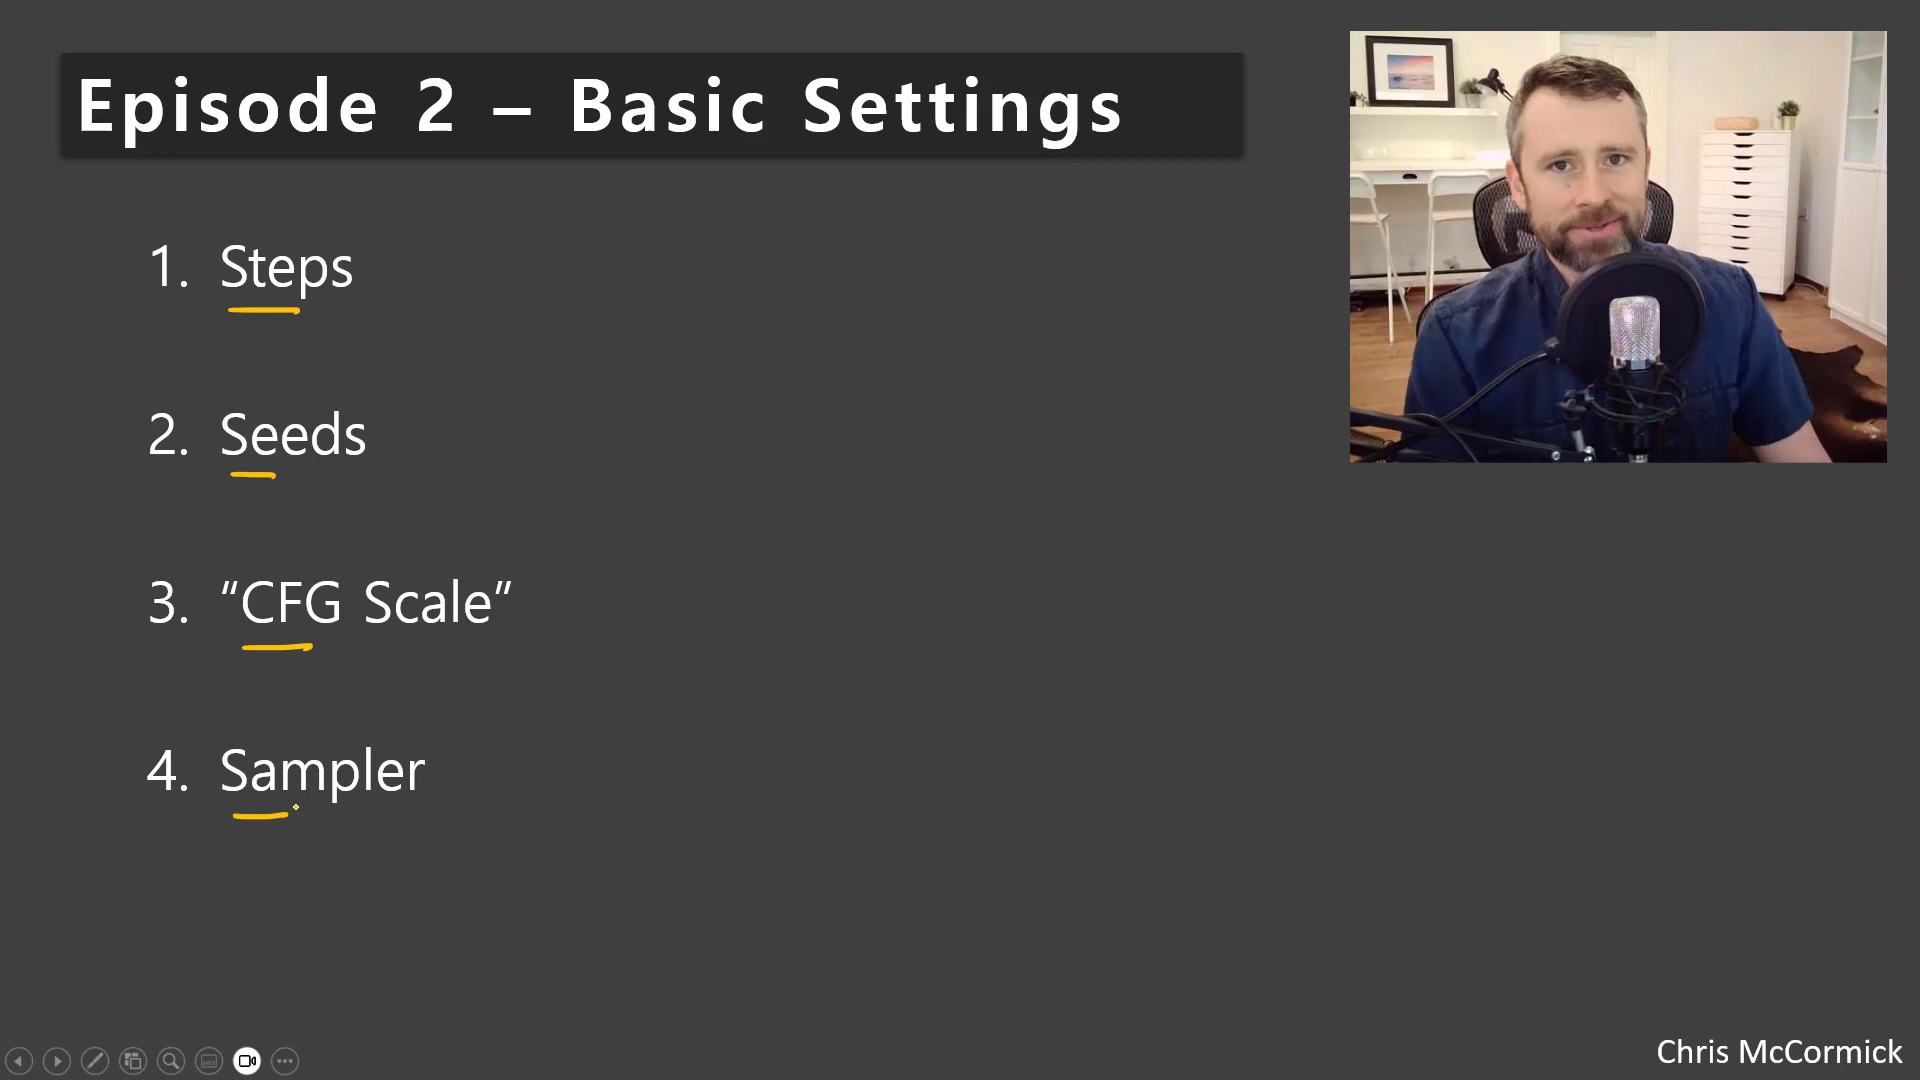 Episode 2 – Basic Settings
1. Steps
2. Seeds
3. “CFG Scale”
4. Sampler
Chris McCormick